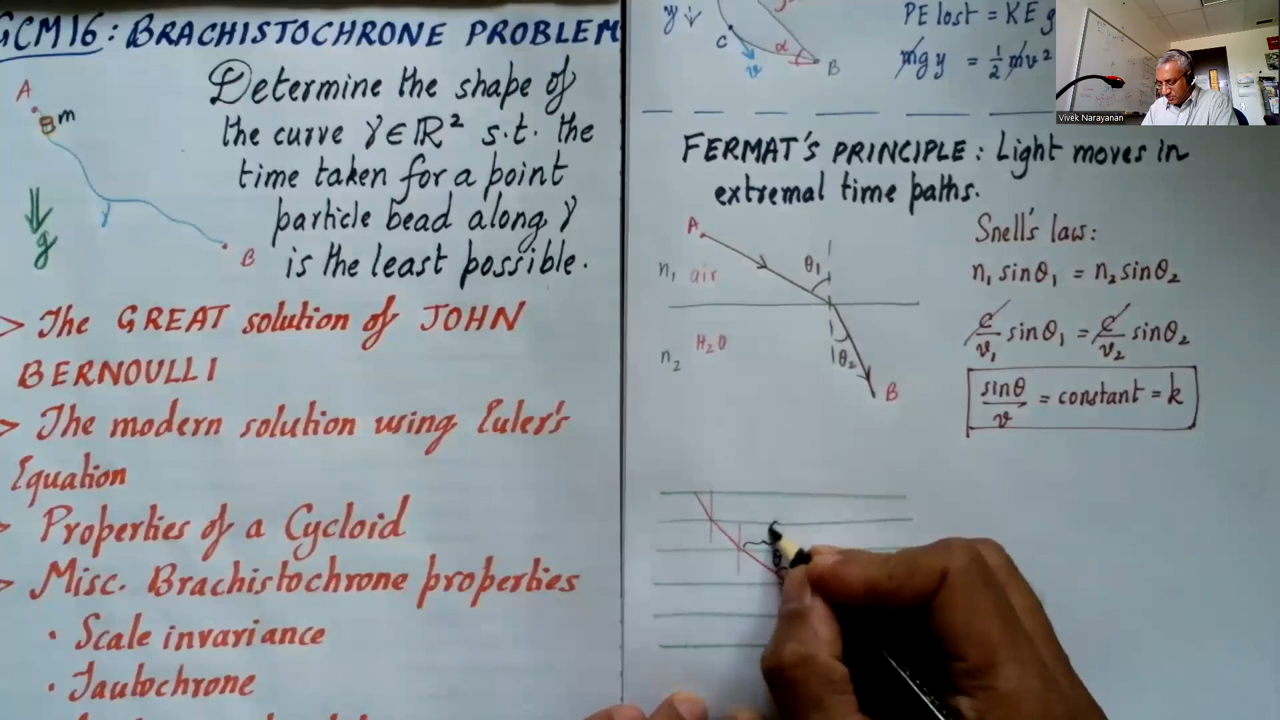 GCM16: BRACHISTOCHRONE PROBLEM
A
m
Determine the shape of
the curve γ ∈ ℝ² s.t. the
time taken for a point
particle bead along γ
is the least possible.
g
γ
B
> The GREAT solution of JOHN
BERNOULLI
> The modern solution using Euler's
Equation
> Properties of a Cycloid
> Misc. Brachistochrone properties
· Scale invariance
· Tautochrone
y↓
C
v
α
B
PE lost = KE g
mgy = 1/2 mv²
Vivek Narayanan
FERMAT'S PRINCIPLE: Light moves in
extremal time paths.
A
n₁ air
θ₁
n₂ H₂O
θ₂
B
Snell's law:
n₁ sinθ₁ = n₂ sinθ₂
c/v₁ sinθ₁ = c/v₂ sinθ₂
sinθ/v = constant = k